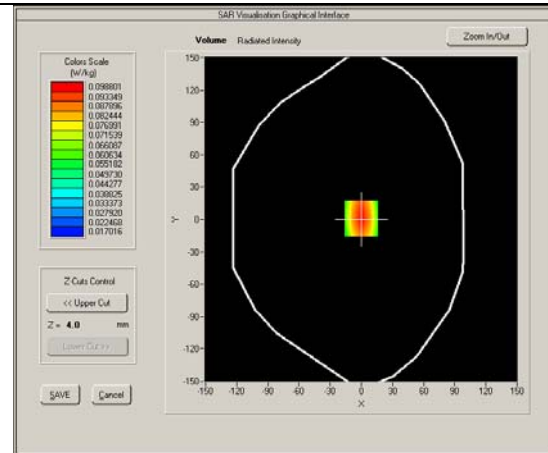 SAR Visualisation Graphical Interface
Volume Radiated Intensity
Zoom In/Out
Colors Scale
(W/kg)
0.098801
0.093349
0.087896
0.082444
0.076991
0.071539
0.066087
0.060634
0.055182
0.049730
0.044277
0.038825
0.033373
0.027920
0.022468
0.017016
Z-Cuts Control
<< Upper Cut
Z = 4.0 mm
Lower Cut >>
SAVE Cancel
150
120
90
60
30
0
-30
-60
-90
-120
-150
Y
-150 -120 -90 -60 -30 0 30 60 90 120 150
X